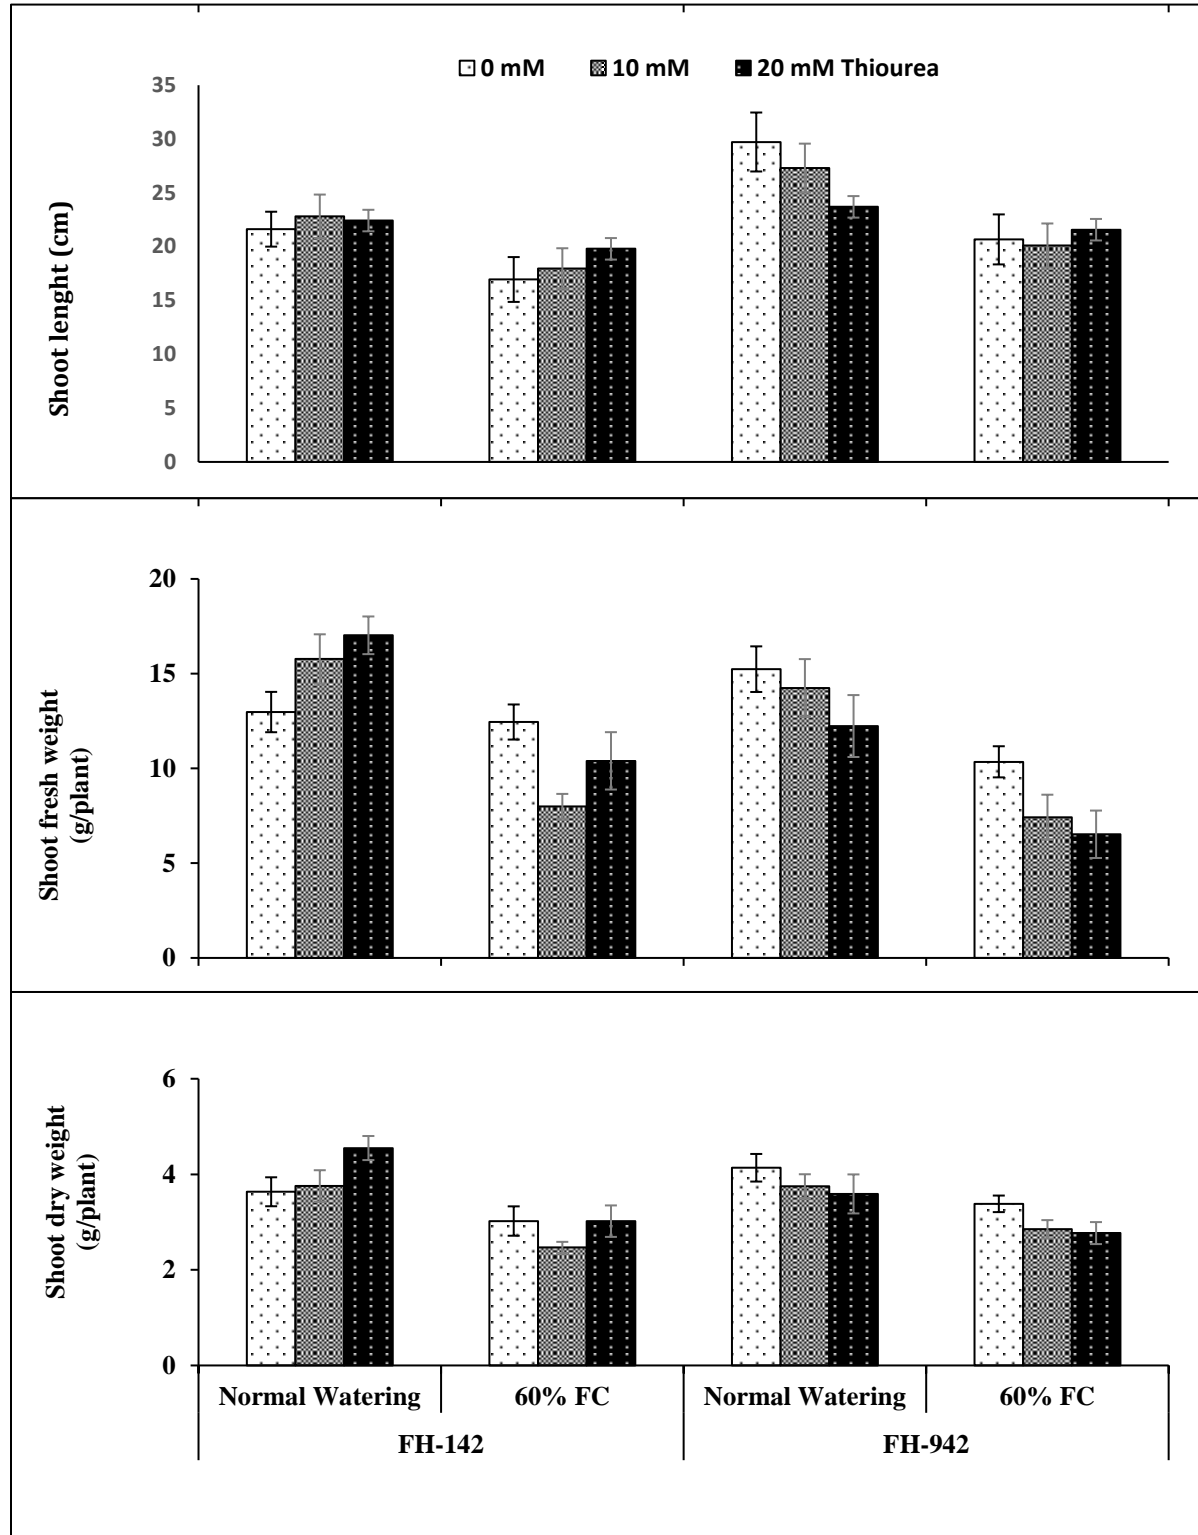 0 mM 10 mM 20 mM Thiourea
35
30
25
20
15
10
5
0
Shoot lenght (cm)
20
15
10
5
0
Shoot fresh weight
(g/plant)
6
4
2
0
Shoot dry weight
(g/plant)
Normal Watering 60% FC Normal Watering 60% FC
FH-142 FH-942